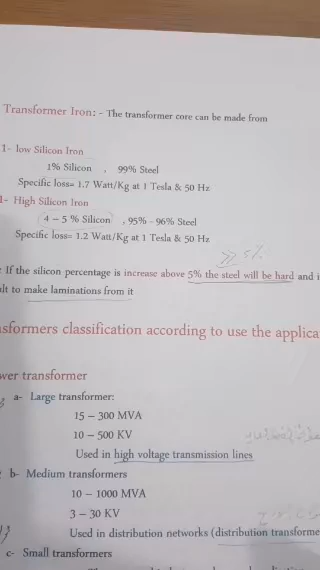 Transformer Iron: - The transformer core can be made from
1- low Silicon Iron
1% Silicon , 99% Steel
Specific loss= 1.7 Watt/Kg at 1 Tesla & 50 Hz
1- High Silicon Iron
4 – 5 % Silicon , 95% - 96% Steel
Specific loss= 1.2 Watt/Kg at 1 Tesla & 50 Hz
5%
: If the silicon percentage is increase above 5% the steel will be hard and i
ult to make laminations from it
nsformers classification according to use the applica
wer transformer
a- Large transformer:
15 – 300 MVA
10 – 500 KV
Used in high voltage transmission lines
b- Medium transformers
10 – 1000 MVA
3 – 30 KV
Used in distribution networks (distribution transforme
c- Small transformers